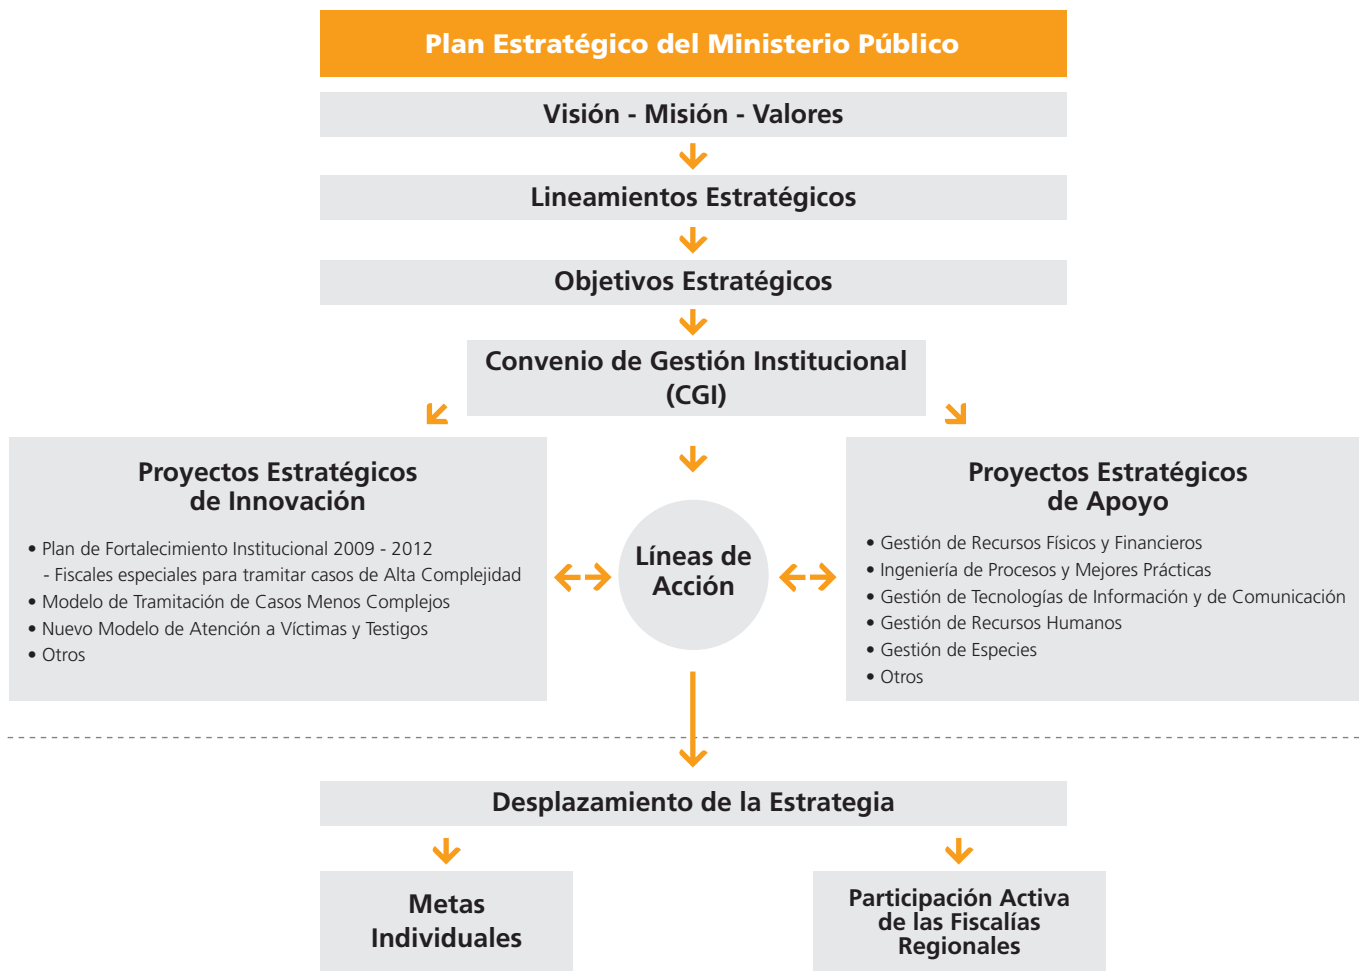 Plan Estratégico del Ministerio Público
Visión - Misión - Valores
Lineamientos Estratégicos
Objetivos Estratégicos
Convenio de Gestión Institucional
(CGI)
Proyectos Estratégicos
de Innovación
• Plan de Fortalecimiento Institucional 2009 - 2012
- Fiscales especiales para tramitar casos de Alta Complejidad
• Modelo de Tramitación de Casos Menos Complejos
• Nuevo Modelo de Atención a Víctimas y Testigos
• Otros
Líneas de
Acción
Proyectos Estratégicos
de Apoyo
• Gestión de Recursos Físicos y Financieros
• Ingeniería de Procesos y Mejores Prácticas
• Gestión de Tecnologías de Información y de Comunicación
• Gestión de Recursos Humanos
• Gestión de Especies
• Otros
Desplazamiento de la Estrategia
Metas
Individuales
Participación Activa
de las Fiscalías
Regionales